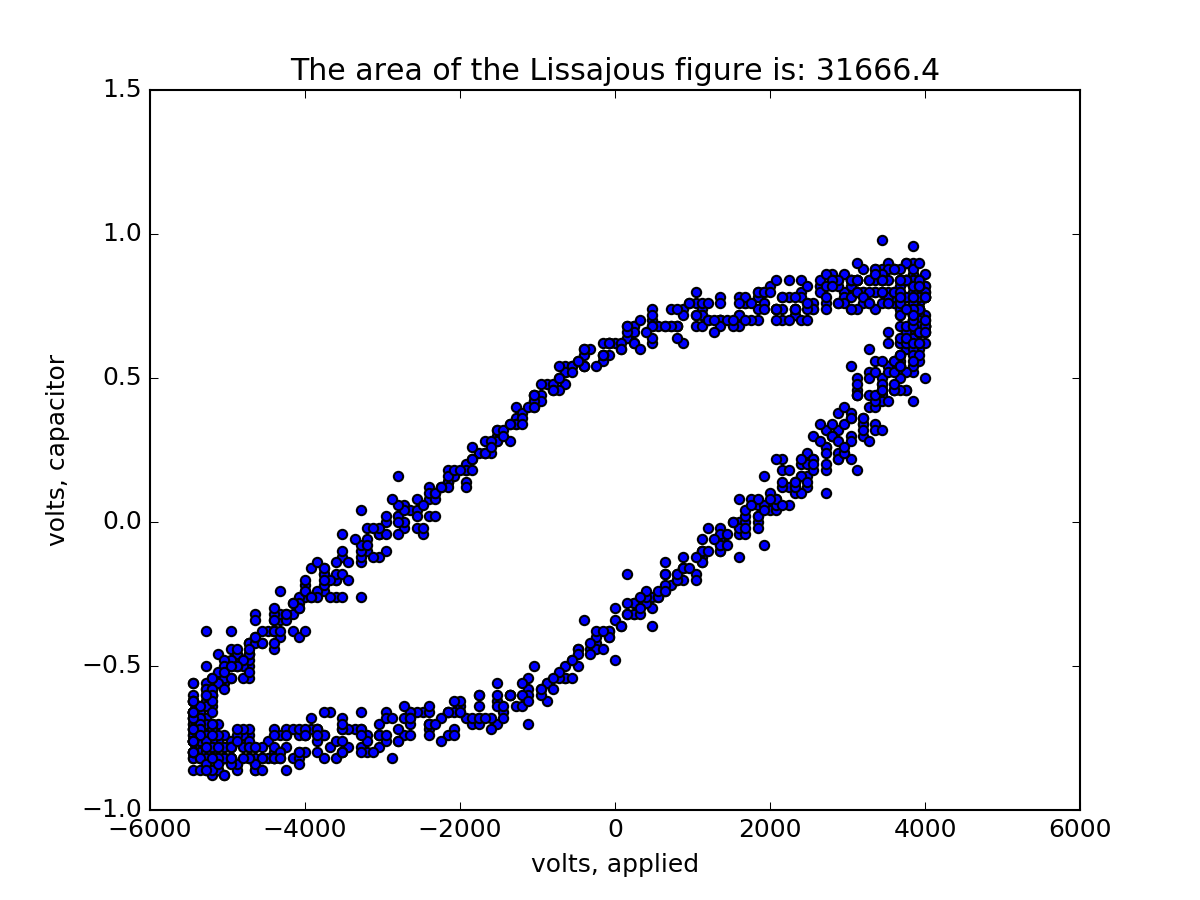 The area of the Lissajous figure is: 31666.4
1.5
1.0
0.5
0.0
−0.5
−1.0
volts, capacitor
−6000 −4000 −2000 0 2000 4000 6000
volts, applied